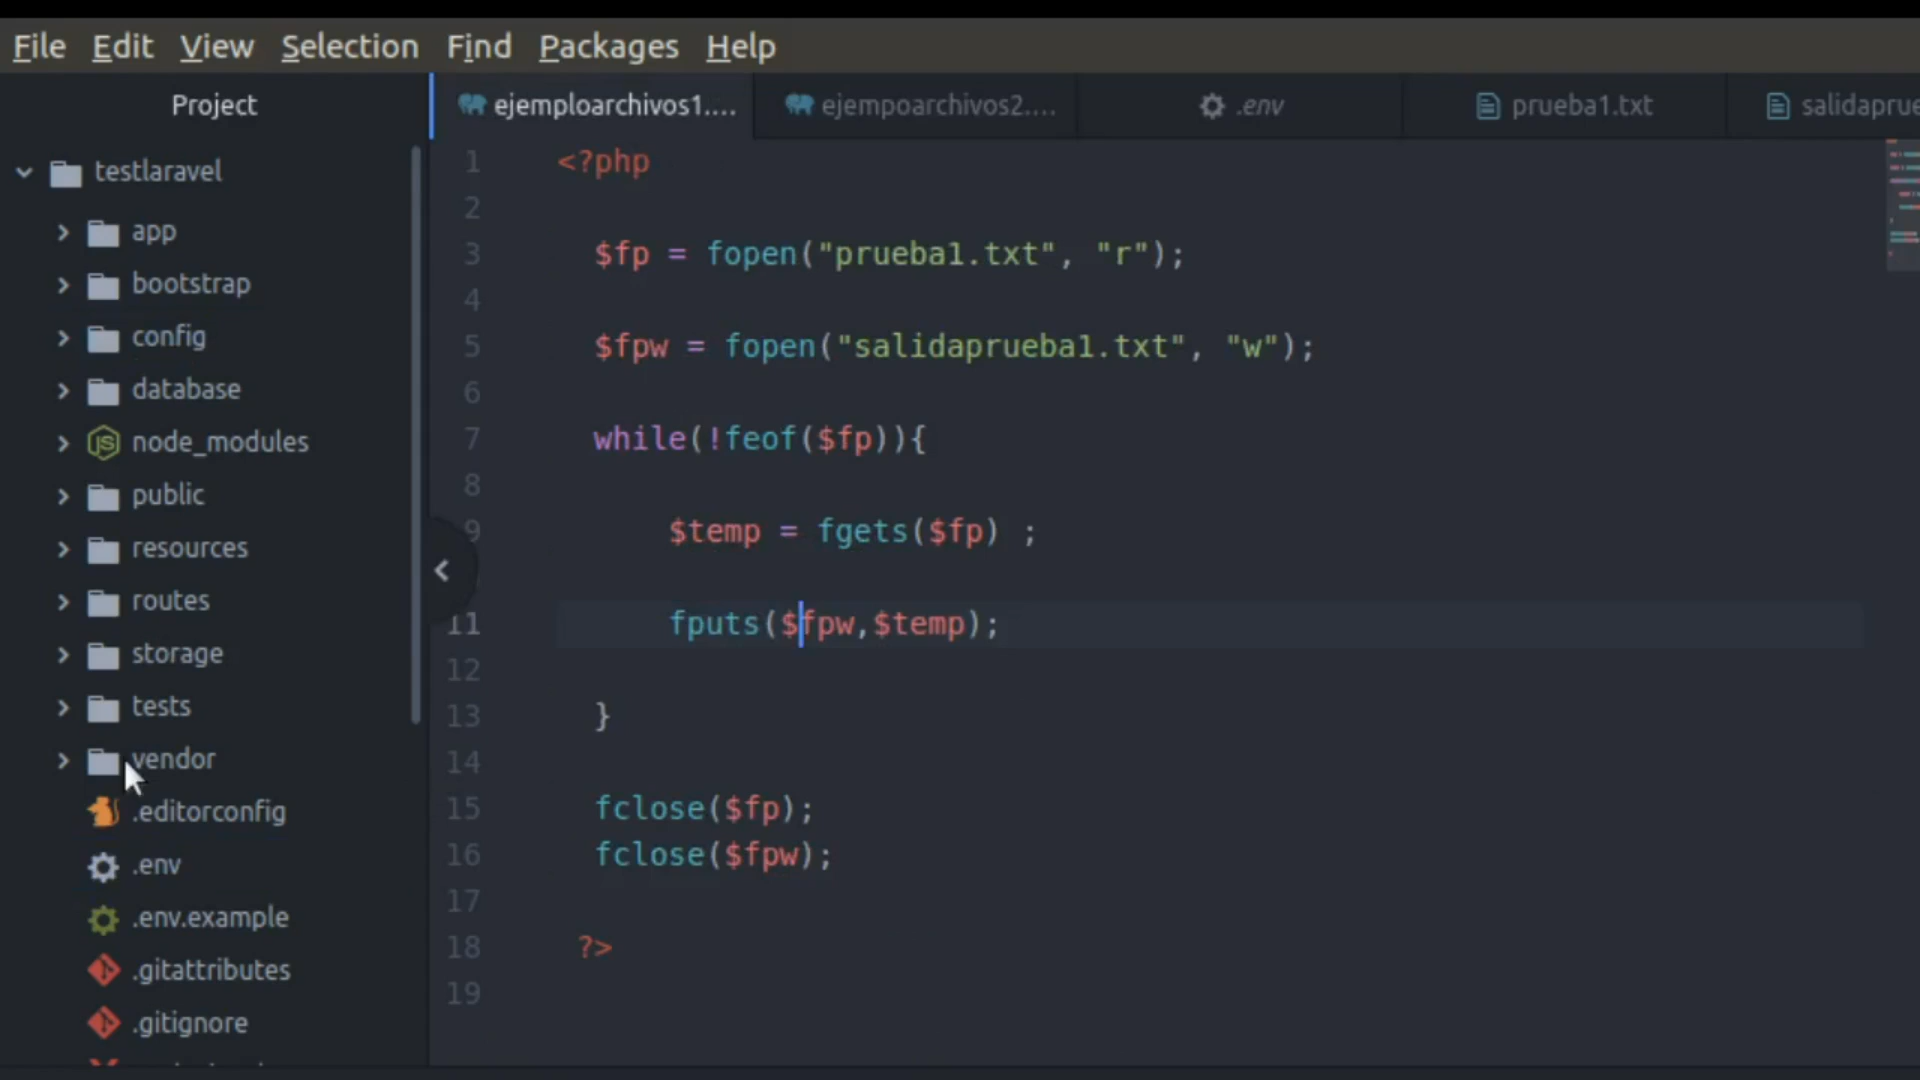 File Edit View Selection Find Packages Help
Project
ejemploarchivos1....
ejempoarchivos2....
.env
prueba1.txt
salidaprue
testlaravel
app
bootstrap
config
database
node_modules
public
resources
routes
storage
tests
vendor
.editorconfig
.env
.env.example
.gitattributes
.gitignore
1 <?php
2
3 $fp = fopen("prueba1.txt", "r");
4
5 $fpw = fopen("salidaprueba1.txt", "w");
6
7 while(!feof($fp)){
8
9 $temp = fgets($fp) ;
11 fputs($fpw,$temp);
12
13 }
14
15 fclose($fp);
16 fclose($fpw);
17
18 ?>
19